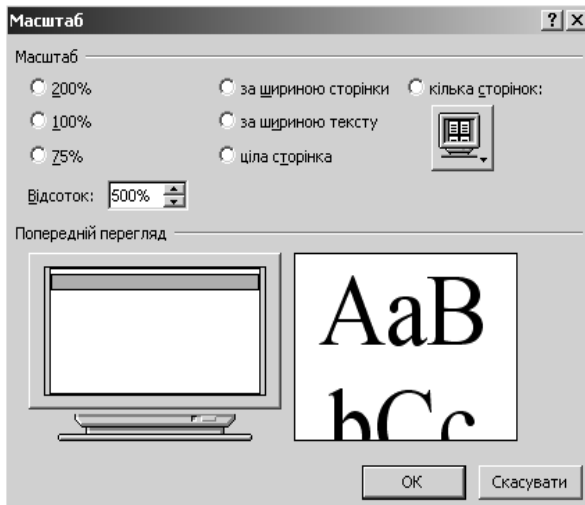 Масштаб
Масштаб
200% за шириною сторінки кілька сторінок:
100% за шириною тексту
75% ціла сторінка
Відсоток: 500%
Попередній перегляд
AaB
bCc
ОК Скасувати